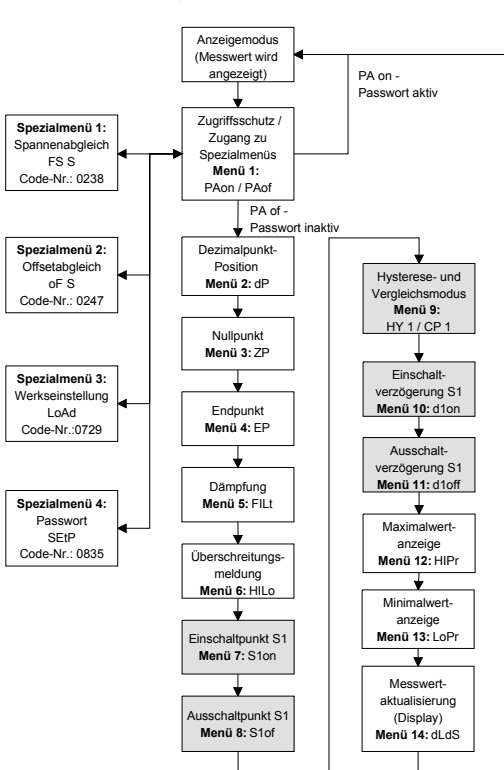 Anzeigemodus
(Messwert wird
angezeigt)
PA on -
Passwort aktiv
Zugriffsschutz /
Zugang zu
Spezialmenüs
Menü 1:
PAon / PAof
Spezialmenü 1:
Spannenabgleich
FS S
Code-Nr.: 0238
PA of -
Passwort inaktiv
Spezialmenü 2:
Offsetabgleich
oF S
Code-Nr.: 0247
Spezialmenü 3:
Werkseinstellung
LoAd
Code-Nr.:0729
Spezialmenü 4:
Passwort
SEtP
Code-Nr.: 0835
Dezimalpunkt-
Position
Menü 2: dP
Nullpunkt
Menü 3: ZP
Endpunkt
Menü 4: EP
Dämpfung
Menü 5: FILt
Überschreitungs-
meldung
Menü 6: HILo
Einschaltpunkt S1
Menü 7: S1on
Ausschaltpunkt S1
Menü 8: S1of
Hysterese- und
Vergleichsmodus
Menü 9:
HY 1 / CP 1
Einschalt-
verzögerung S1
Menü 10: d1on
Ausschalt-
verzögerung S1
Menü 11: d1off
Maximalwert-
anzeige
Menü 12: HIPr
Minimalwert-
anzeige
Menü 13: LoPr
Messwert-
aktualisierung
(Display)
Menü 14: dLdS